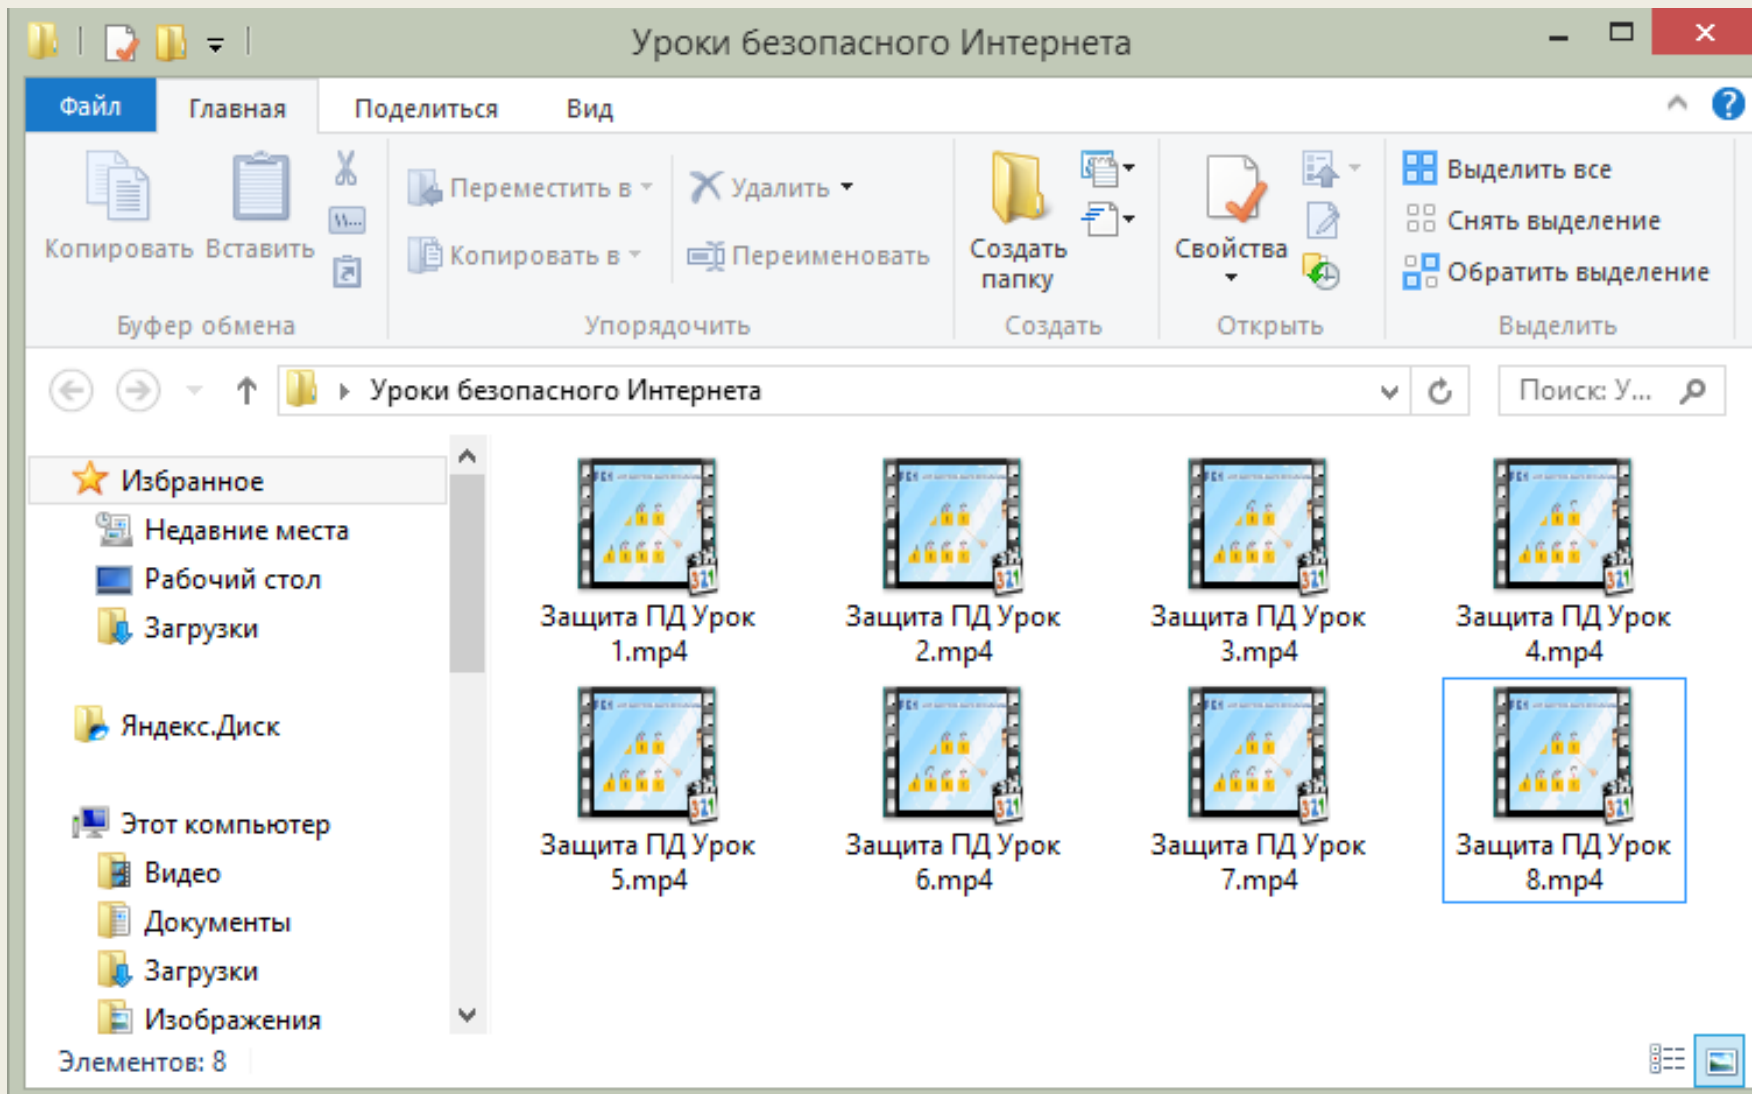 Уроки безопасного Интернета
Файл Главная Поделиться Вид
Копировать Вставить
Переместить в
Копировать в
Удалить
Переименовать
Создать
папку
Свойства
Выделить все
Снять выделение
Обратить выделение
Буфер обмена Упорядочить Создать Открыть Выделить
Уроки безопасного Интернета
Поиск: У...
Избранное
Недавние места
Рабочий стол
Загрузки
Яндекс.Диск
Этот компьютер
Видео
Документы
Загрузки
Изображения
Защита ПД Урок
1.mp4
Защита ПД Урок
2.mp4
Защита ПД Урок
3.mp4
Защита ПД Урок
4.mp4
Защита ПД Урок
5.mp4
Защита ПД Урок
6.mp4
Защита ПД Урок
7.mp4
Защита ПД Урок
8.mp4
Элементов: 8